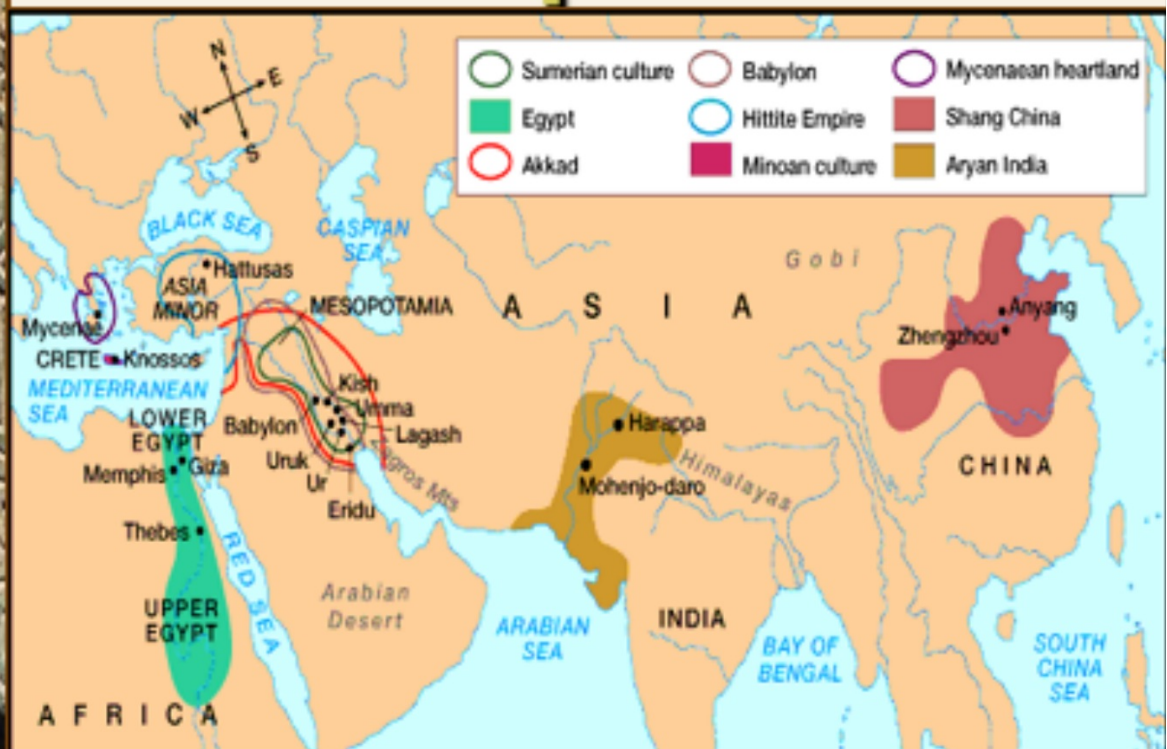 N
E
W
S
Sumerian culture
Babylon
Mycenaean heartland
Egypt
Hittite Empire
Shang China
Akkad
Minoan culture
Aryan India
BLACK SEA
CASPIAN
SEA
Gobi
Hattusas
ASIA
MINOR
MESOPOTAMIA
ASIA
Mycenae
Anyang
Zhengzhou
CRETE
Knossos
MEDITERRANEAN
SEA
Kish
Umma
Lagash
Babylon
LOWER
EGYPT
Harappa
Uruk
Memphis
Giza
Ur
Himalayas
CHINA
Mohenjo-daro
Eridu
Mts
Thebes
RED SEA
Arabian
Desert
UPPER
EGYPT
ARABIAN
SEA
INDIA
BAY OF
BENGAL
SOUTH
CHINA
SEA
AFRICA